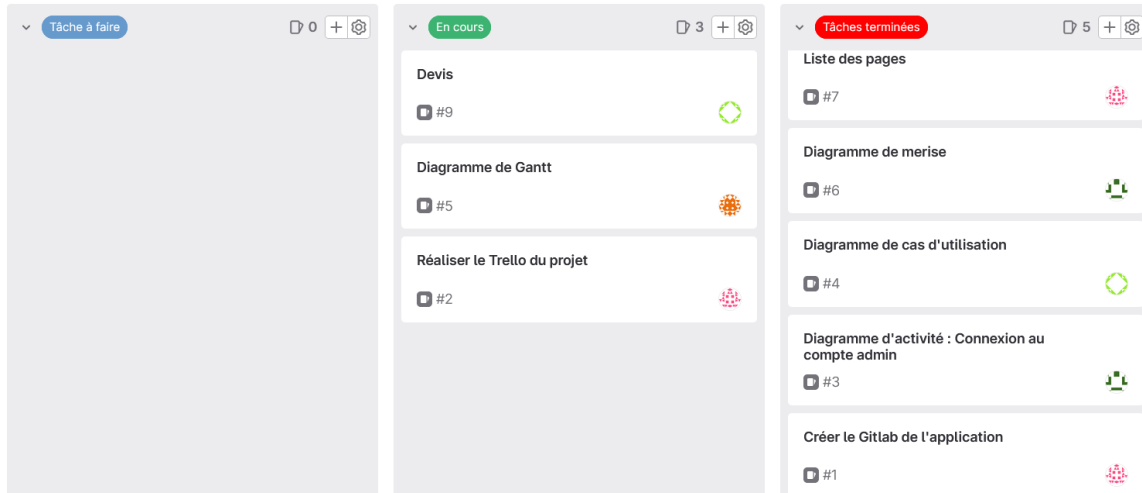 Tâche à faire
0
En cours
3
Devis
#9
Diagramme de Gantt
#5
Réaliser le Trello du projet
#2
Tâches terminées
5
Liste des pages
#7
Diagramme de merise
#6
Diagramme de cas d'utilisation
#4
Diagramme d'activité : Connexion au
compte admin
#3
Créer le Gitlab de l'application
#1